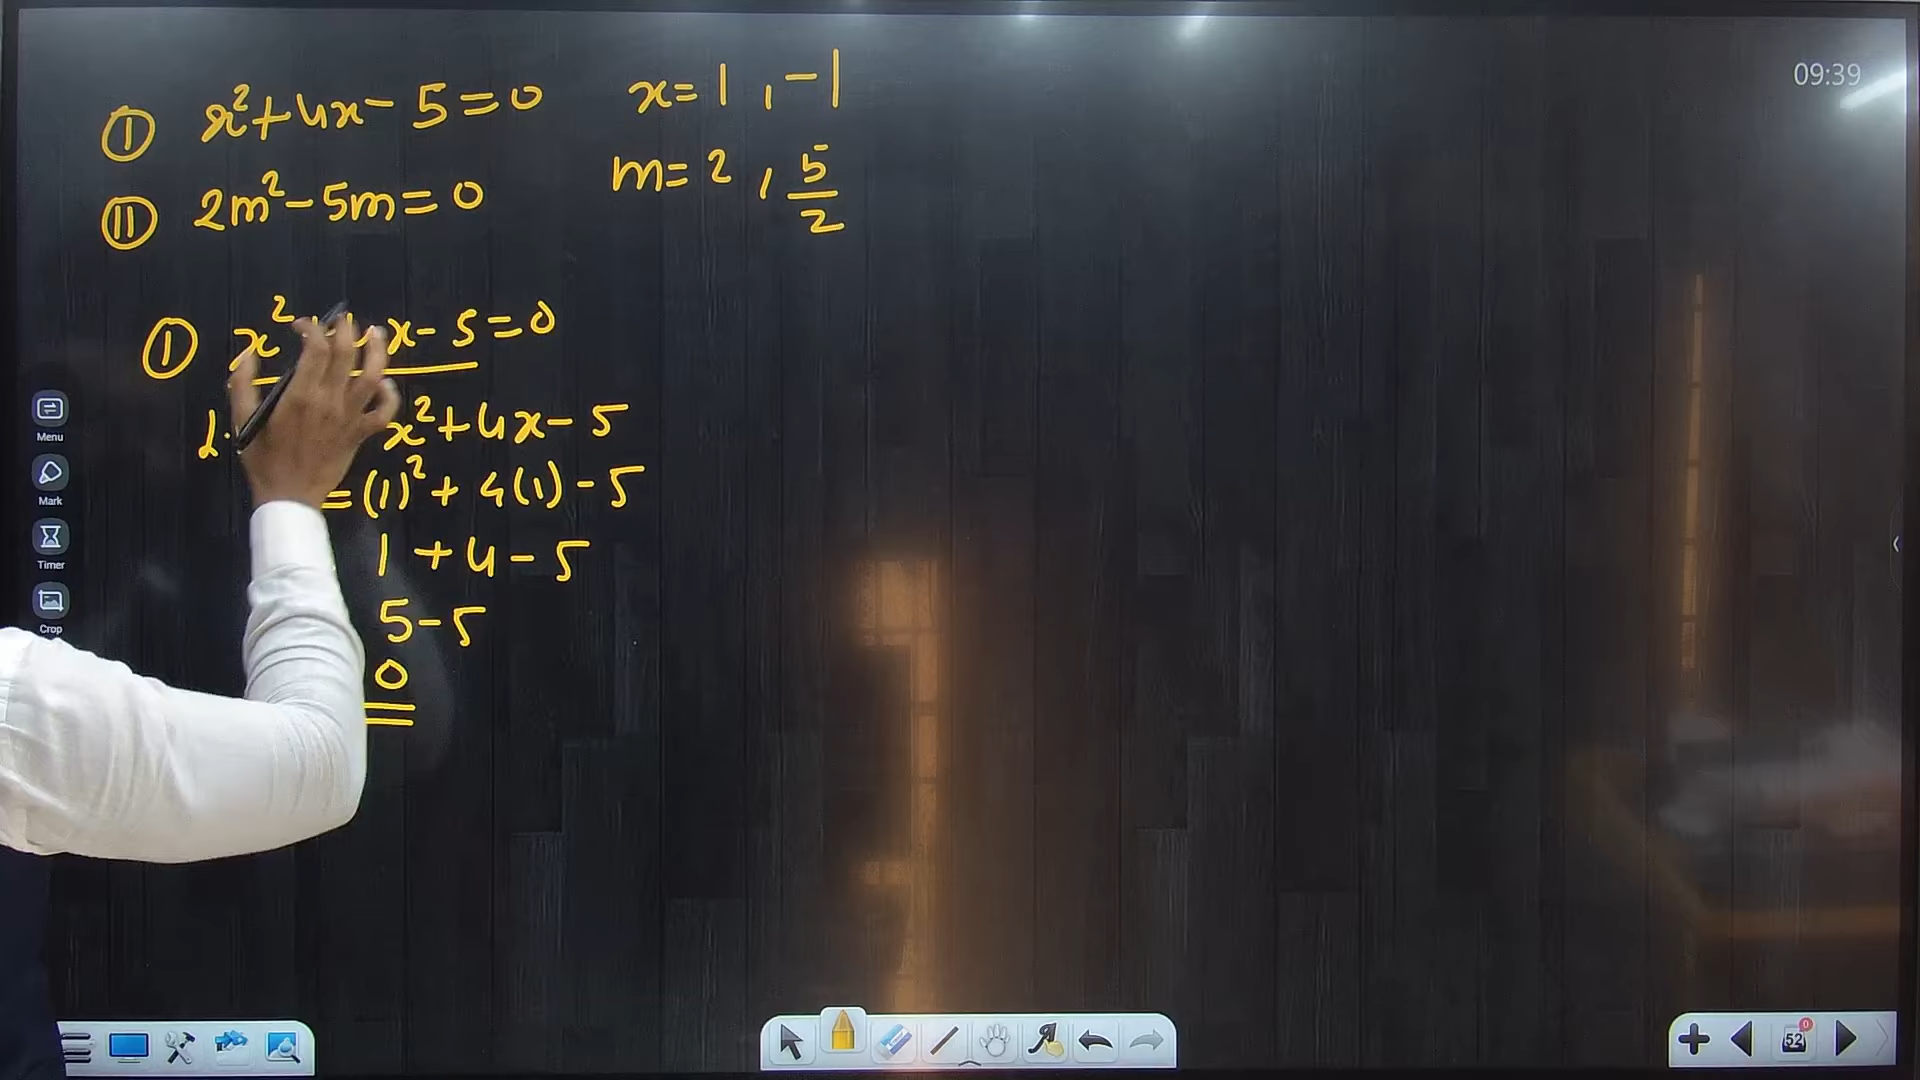 ① x²+4x-5=0 x=1, -1
② 2m²-5m=0 m=2, 5/2
① x² 4x-5=0
L. x²+4x-5
=(1)²+4(1)-5
1+4-5
5-5
0
09:39
Menu
Mark
Timer
Crop
52
0